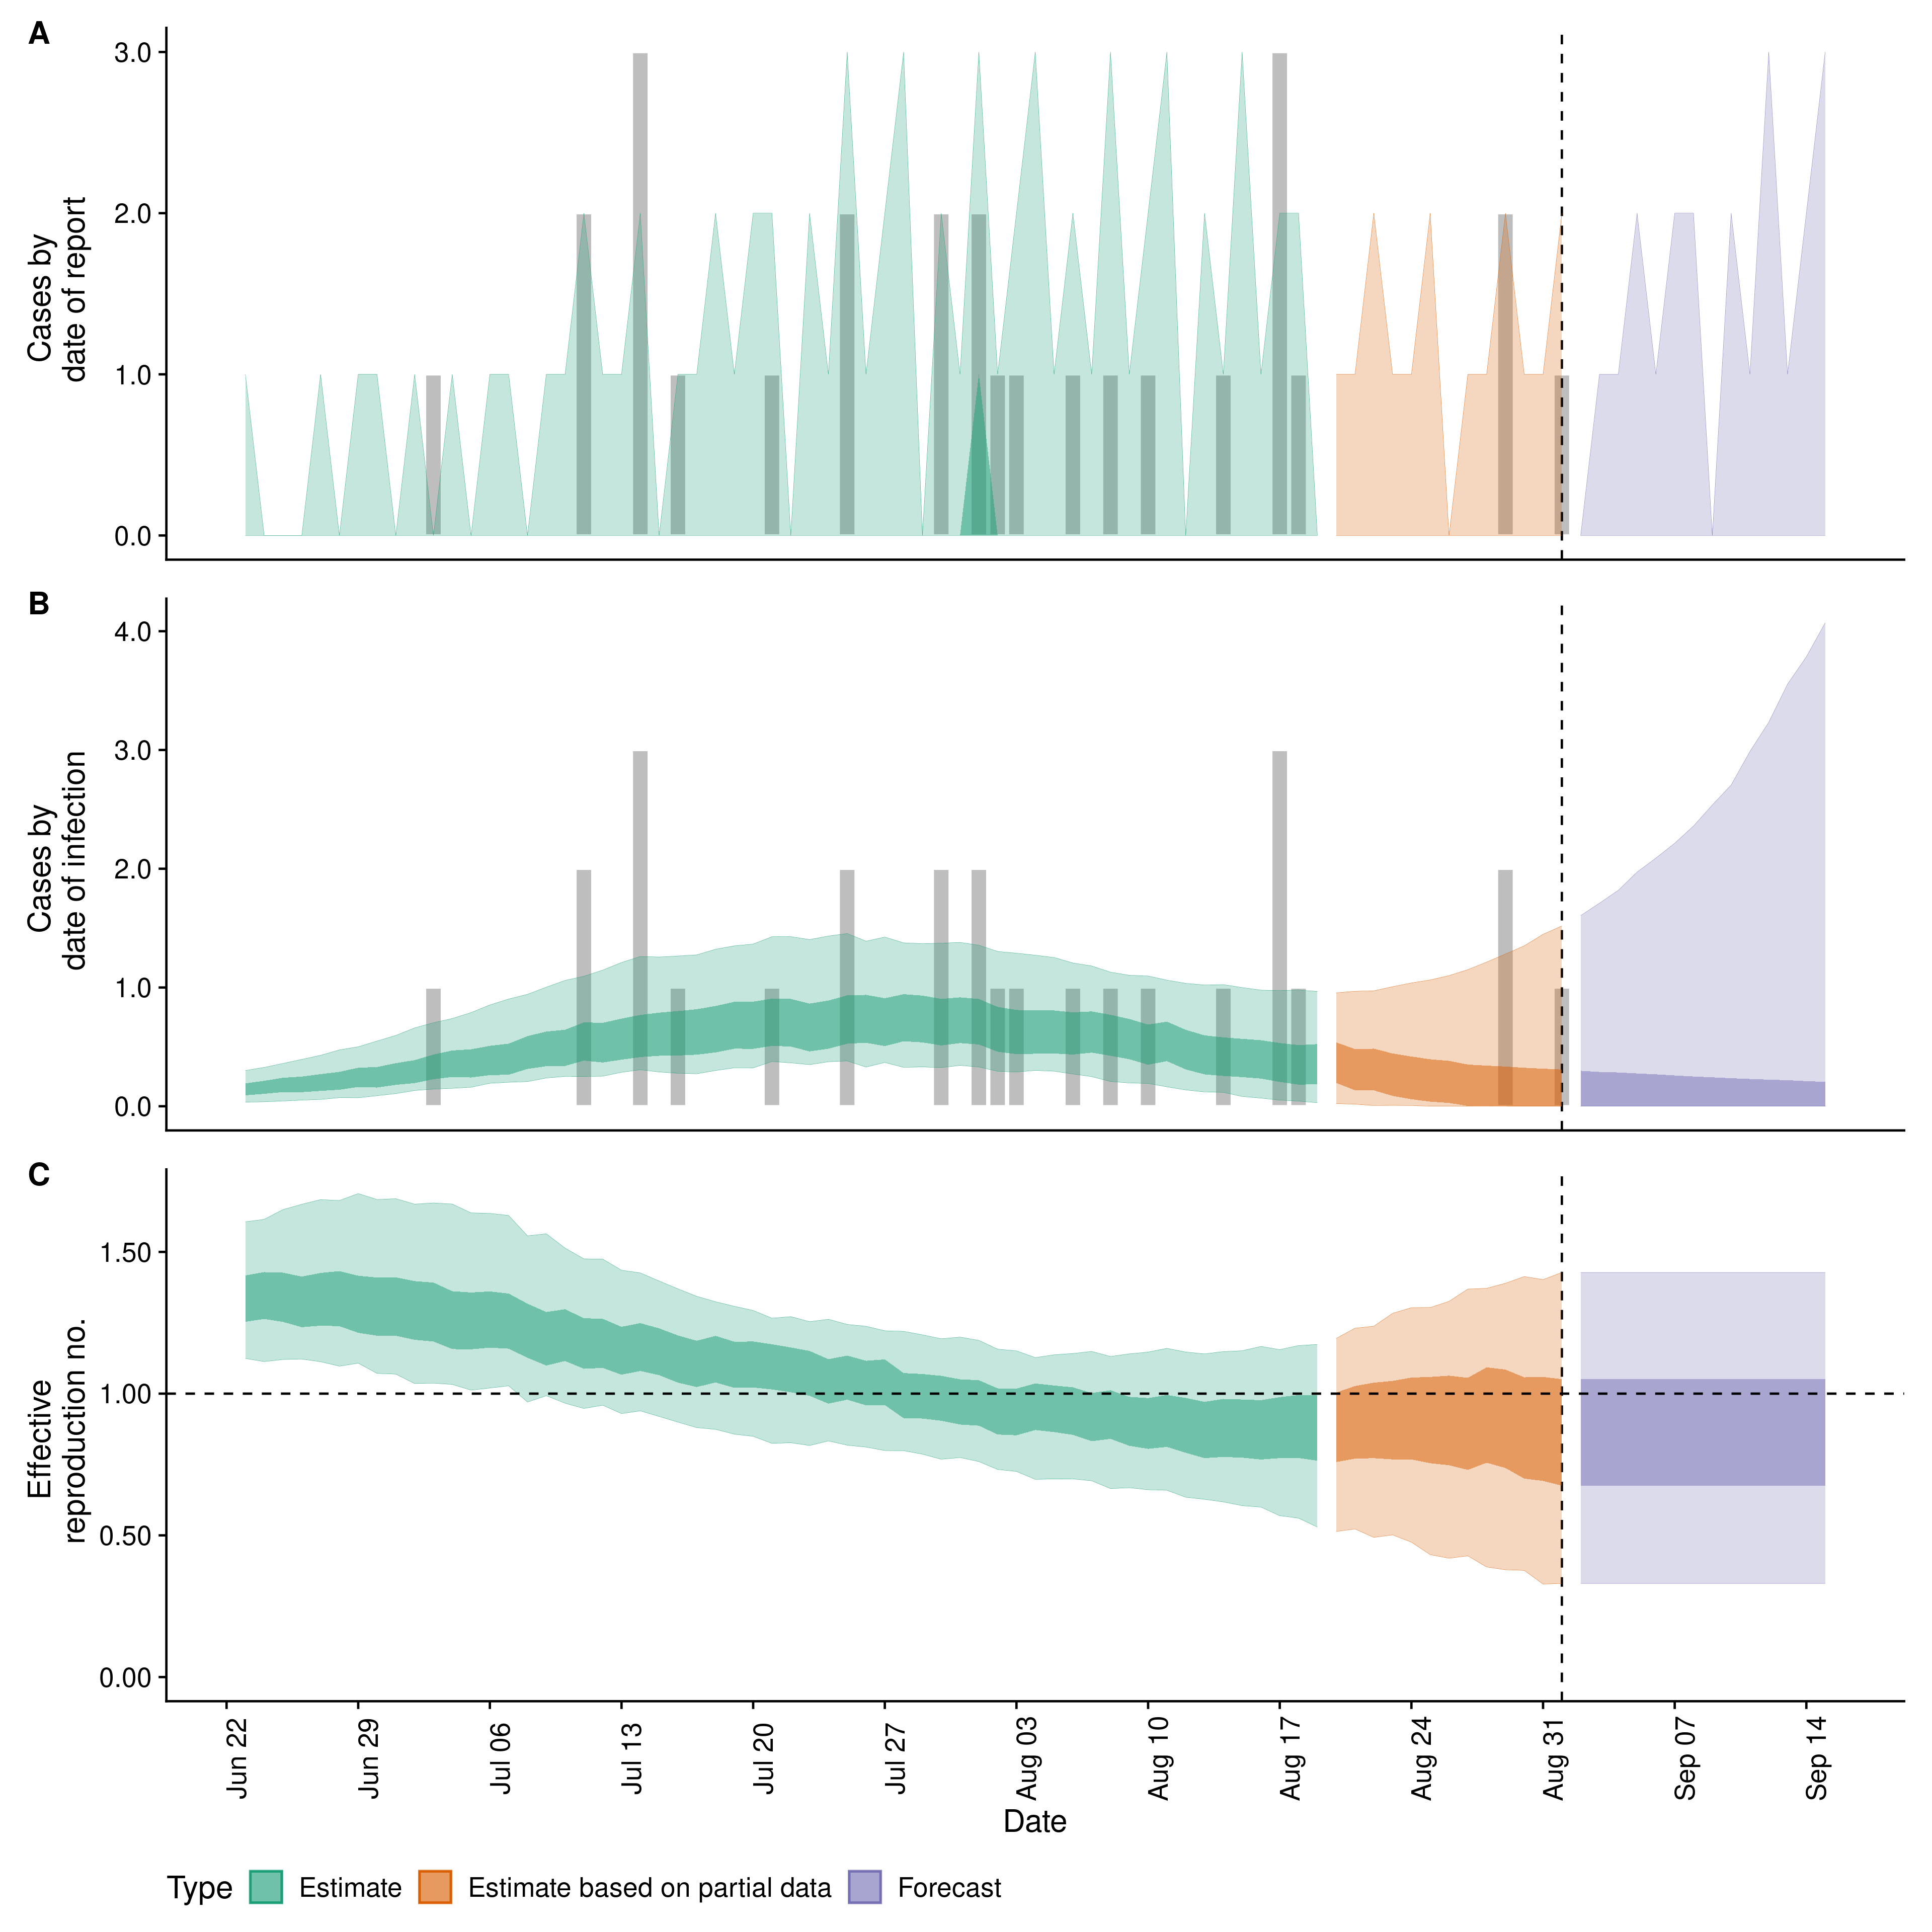 A
Cases by
date of report
3.0
2.0
1.0
0.0
B
Cases by
date of infection
4.0
3.0
2.0
1.0
0.0
C
Effective
reproduction no.
1.50
1.00
0.50
0.00
Jun 22
Jun 29
Jul 06
Jul 13
Jul 20
Jul 27
Aug 03
Aug 10
Aug 17
Aug 24
Aug 31
Sep 07
Sep 14
Date
Type Estimate Estimate based on partial data Forecast